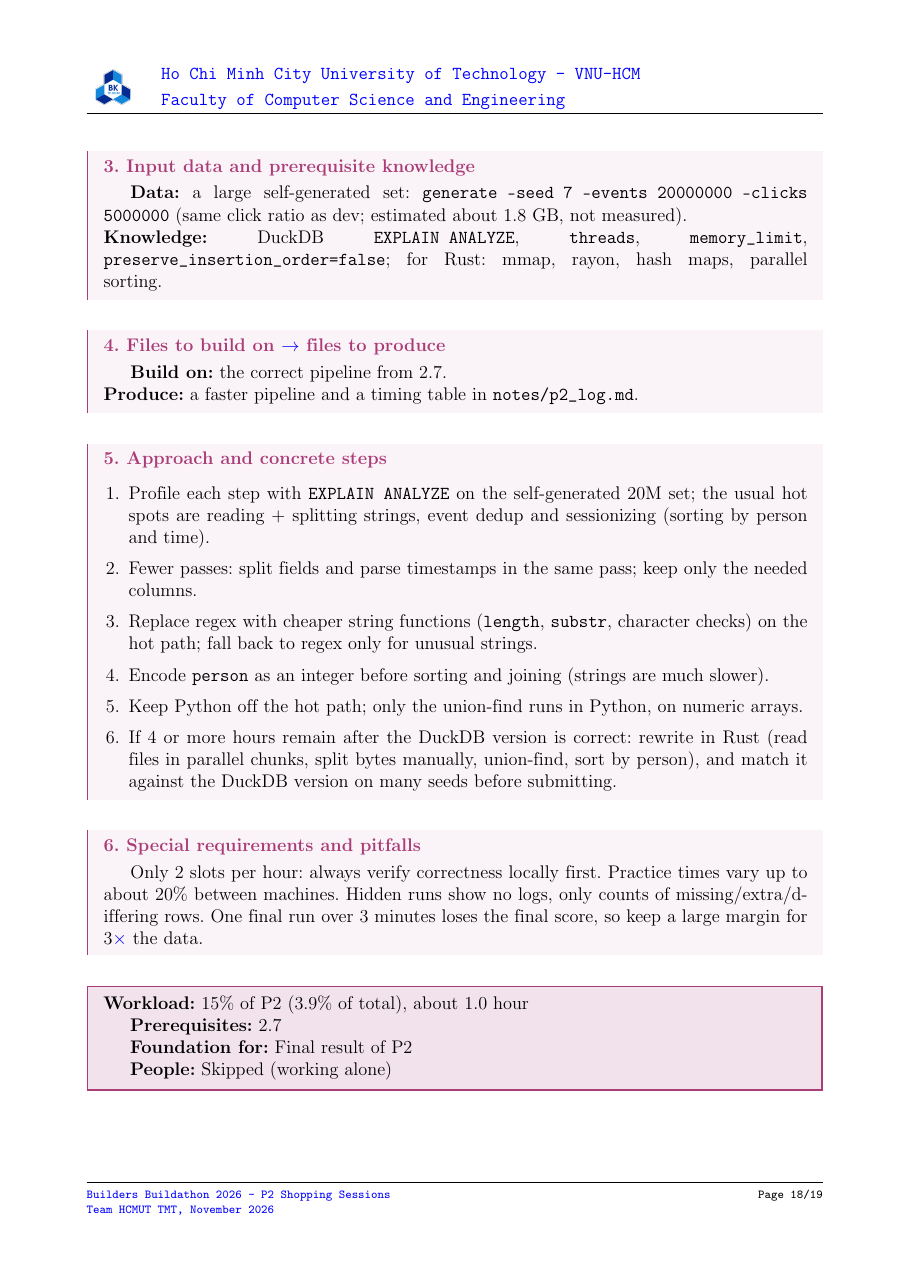 BK
Ho Chi Minh City University of Technology - VNU-HCM
Faculty of Computer Science and Engineering
3. Input data and prerequisite knowledge
Data: a large self-generated set: generate -seed 7 -events 20000000 -clicks
5000000 (same click ratio as dev; estimated about 1.8 GB, not measured).
Knowledge: DuckDB EXPLAIN ANALYZE, threads, memory_limit,
preserve_insertion_order=false; for Rust: mmap, rayon, hash maps, parallel
sorting.
4. Files to build on → files to produce
Build on: the correct pipeline from 2.7.
Produce: a faster pipeline and a timing table in notes/p2_log.md.
5. Approach and concrete steps
1. Profile each step with EXPLAIN ANALYZE on the self-generated 20M set; the usual hot
spots are reading + splitting strings, event dedup and sessionizing (sorting by person
and time).
2. Fewer passes: split fields and parse timestamps in the same pass; keep only the needed
columns.
3. Replace regex with cheaper string functions (length, substr, character checks) on the
hot path; fall back to regex only for unusual strings.
4. Encode person as an integer before sorting and joining (strings are much slower).
5. Keep Python off the hot path; only the union-find runs in Python, on numeric arrays.
6. If 4 or more hours remain after the DuckDB version is correct: rewrite in Rust (read
files in parallel chunks, split bytes manually, union-find, sort by person), and match it
against the DuckDB version on many seeds before submitting.
6. Special requirements and pitfalls
Only 2 slots per hour: always verify correctness locally first. Practice times vary up to
about 20% between machines. Hidden runs show no logs, only counts of missing/extra/d-
iffering rows. One final run over 3 minutes loses the final score, so keep a large margin for
3× the data.
Workload: 15% of P2 (3.9% of total), about 1.0 hour
Prerequisites: 2.7
Foundation for: Final result of P2
People: Skipped (working alone)
Builders Buildathon 2026 - P2 Shopping Sessions
Page 18/19
Team HCMUT TMT, November 2026